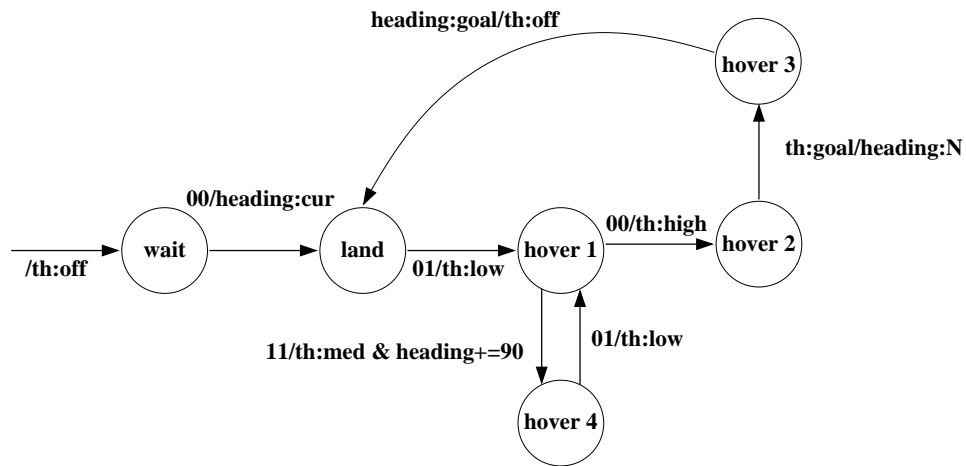 heading:goal/th:off
hover 3
th:goal/heading:N
00/heading:cur
wait
land
hover 1
00/th:high
hover 2
/th:off
01/th:low
11/th:med & heading+=90
01/th:low
hover 4